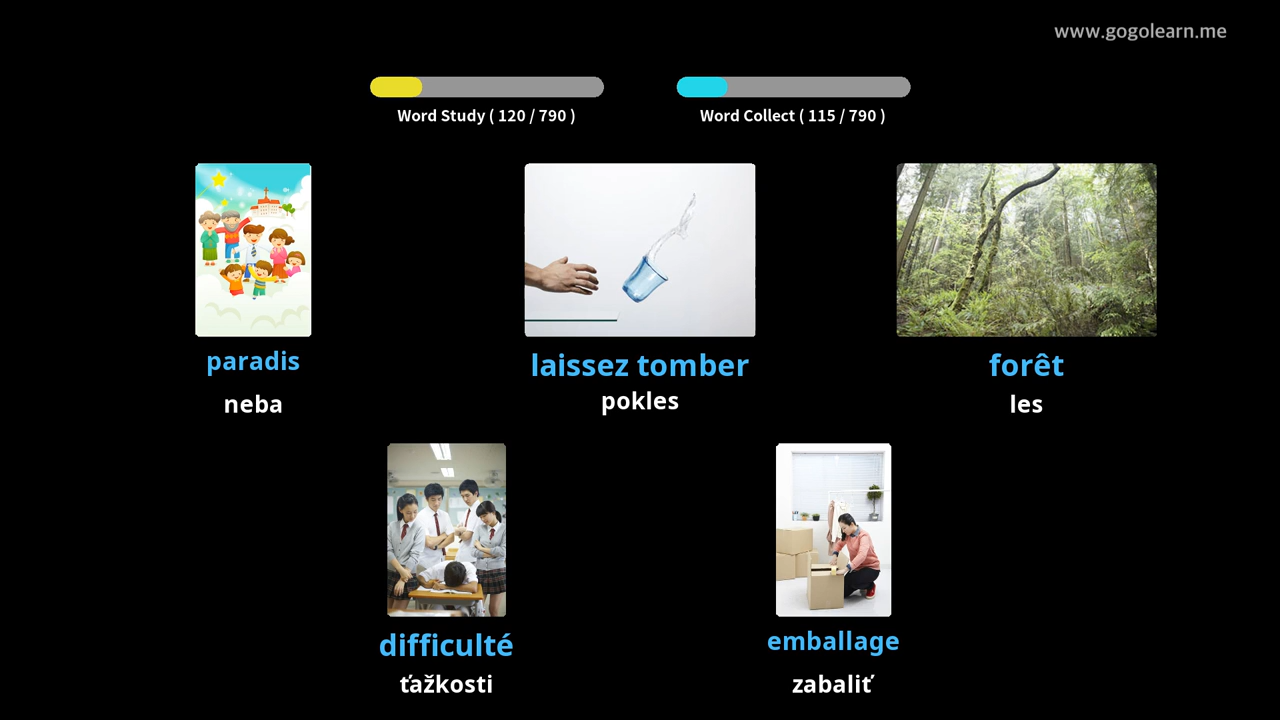 www.gogolearn.me
Word Study ( 120 / 790 )
Word Collect ( 115 / 790 )
paradis
neba
laissez tomber
pokles
forêt
les
difficulté
ťažkosti
emballage
zabaliť